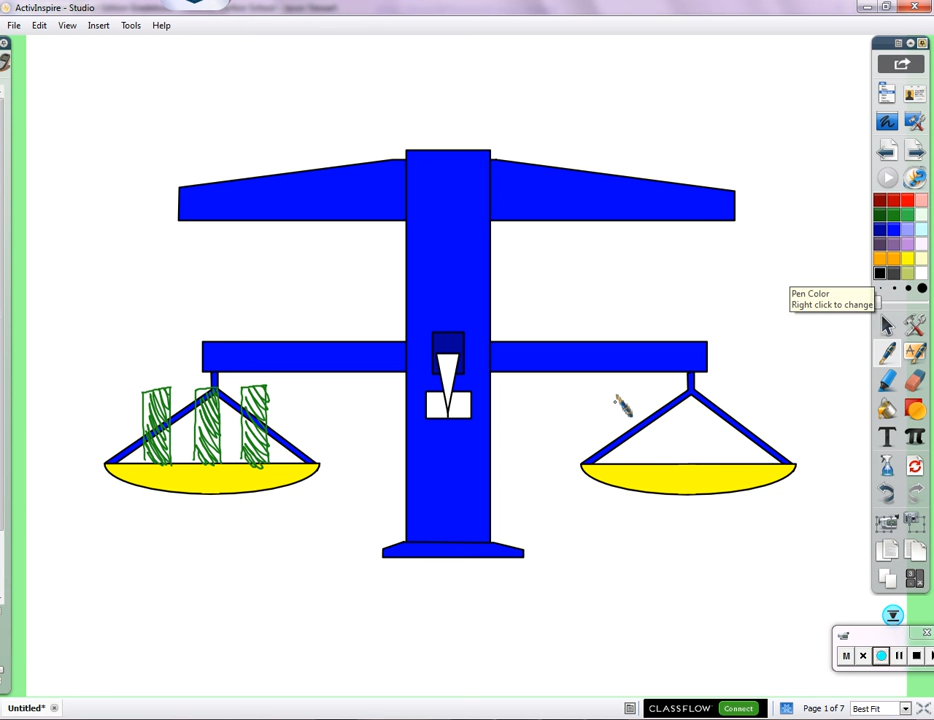 ActivInspire - Studio
File Edit View Insert Tools Help
Pen Color
Right click to change
T π
M
Untitled*
CLASSFLOW Connect
Page 1 of 7
Best Fit